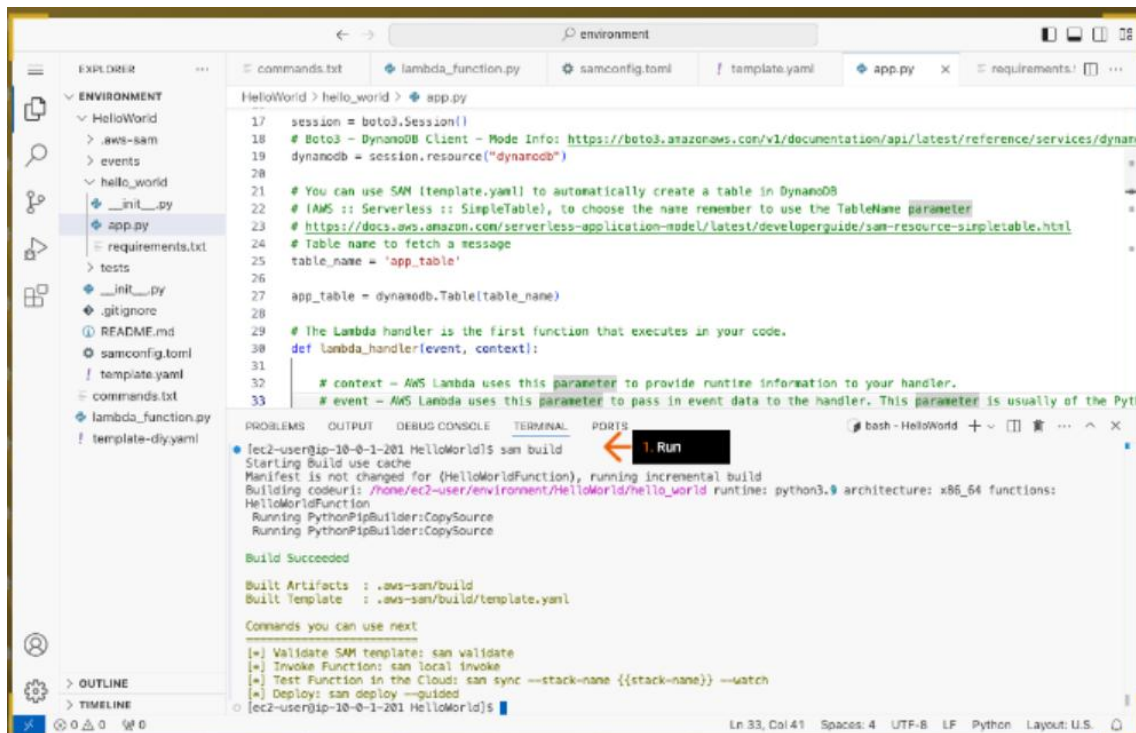 environment
EXPLORER ...
ENVIRONMENT
HelloWorld
.aws-sam
events
hello_world
__init__.py
app.py
requirements.txt
tests
__init__.py
.gitignore
README.md
samconfig.toml
template.yaml
commands.txt
lambda_function.py
template-diy.yaml
OUTLINE
TIMELINE
commands.txt lambda_function.py samconfig.toml template.yaml app.py requirements.
HelloWorld > hello_world > app.py
17 session = boto3.Session()
18 # Boto3 - DynamoDB Client - Mode Info: https://boto3.amazonaws.com/v1/documentation/api/latest/reference/services/dynam
19 dynamodb = session.resource("dynamodb")
20
21 # You can use SAM (template.yaml) to automatically create a table in DynamoDB
22 # (AWS :: Serverless :: SimpleTable), to choose the name remember to use the TableName parameter
23 # https://docs.aws.amazon.com/serverless-application-model/latest/developerguide/sam-resource-simpletable.html
24 # Table name to fetch a message
25 table_name = 'app_table'
26
27 app_table = dynamodb.Table(table_name)
28
29 # The Lambda handler is the first function that executes in your code.
30 def lambda_handler(event, context):
31
32 # context - AWS Lambda uses this parameter to provide runtime information to your handler.
33 # event - AWS Lambda uses this parameter to pass in event data to the handler. This parameter is usually of the Pyt
PROBLEMS OUTPUT DEBUG CONSOLE TERMINAL PORTS bash - HelloWorld
[ec2-user@ip-10-0-1-201 HelloWorld]$ sam build
1. Run
Starting Build use cache
Manifest is not changed for (HelloWorldFunction), running incremental build
Building codeuri: /home/ec2-user/environment/HelloWorld/hello_world runtime: python3.9 architecture: x86_64 functions:
HelloWorldFunction
Running PythonPipBuilder:CopySource
Running PythonPipBuilder:CopySource
Build Succeeded
Built Artifacts : .aws-sam/build
Built Template : .aws-sam/build/template.yaml
Commands you can use next
=========================
[*] Validate SAM template: sam validate
[*] Invoke Function: sam local invoke
[*] Test Function in the Cloud: sam sync --stack-name {{stack-name}} --watch
[*] Deploy: sam deploy --guided
[ec2-user@ip-10-0-1-201 HelloWorld]$
0 0 0 Ln 33, Col 41 Spaces: 4 UTF-8 LF Python Layout: U.S.